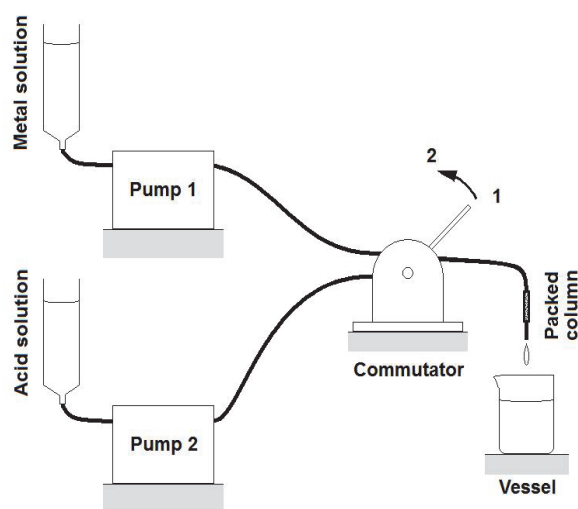 Metal solution
Pump 1
2
1
Acid solution
Pump 2
Commutator
Packed
column
Vessel